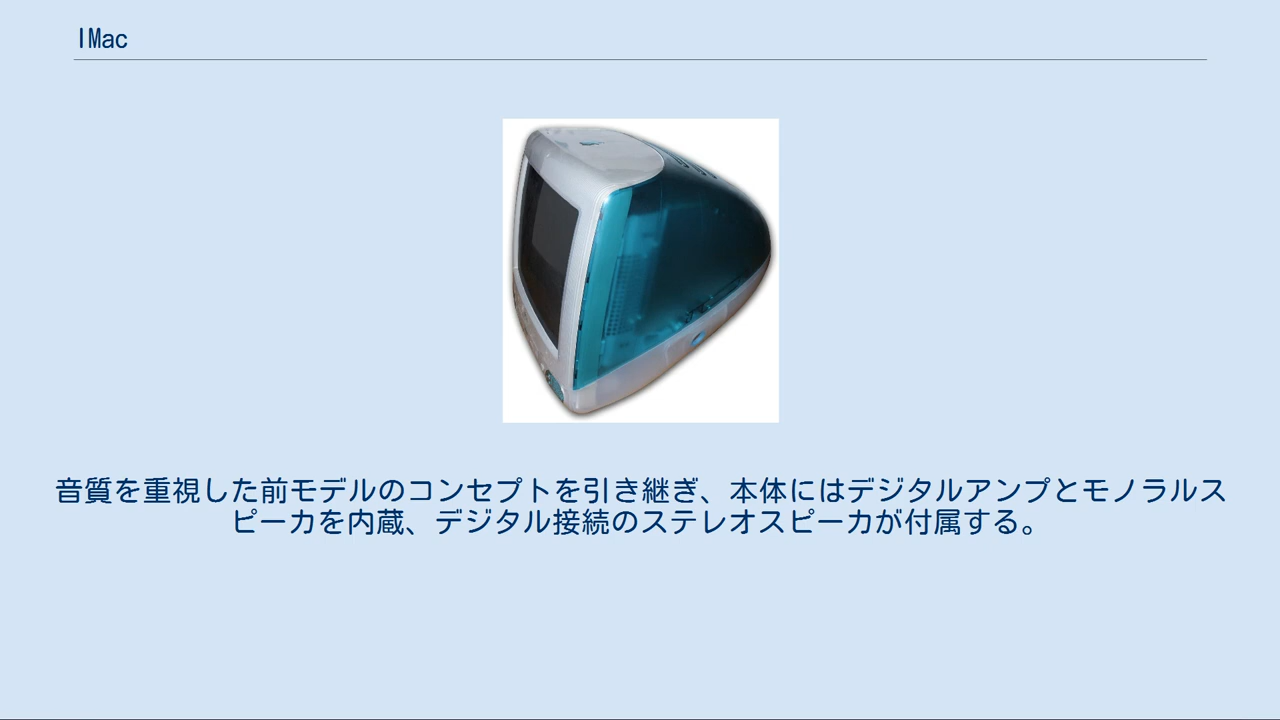 IMac
音質を重視した前モデルのコンセプトを引き継ぎ、本体にはデジタルアンプとモノラルス
ピーカを内蔵、デジタル接続のステレオスピーカが付属する。